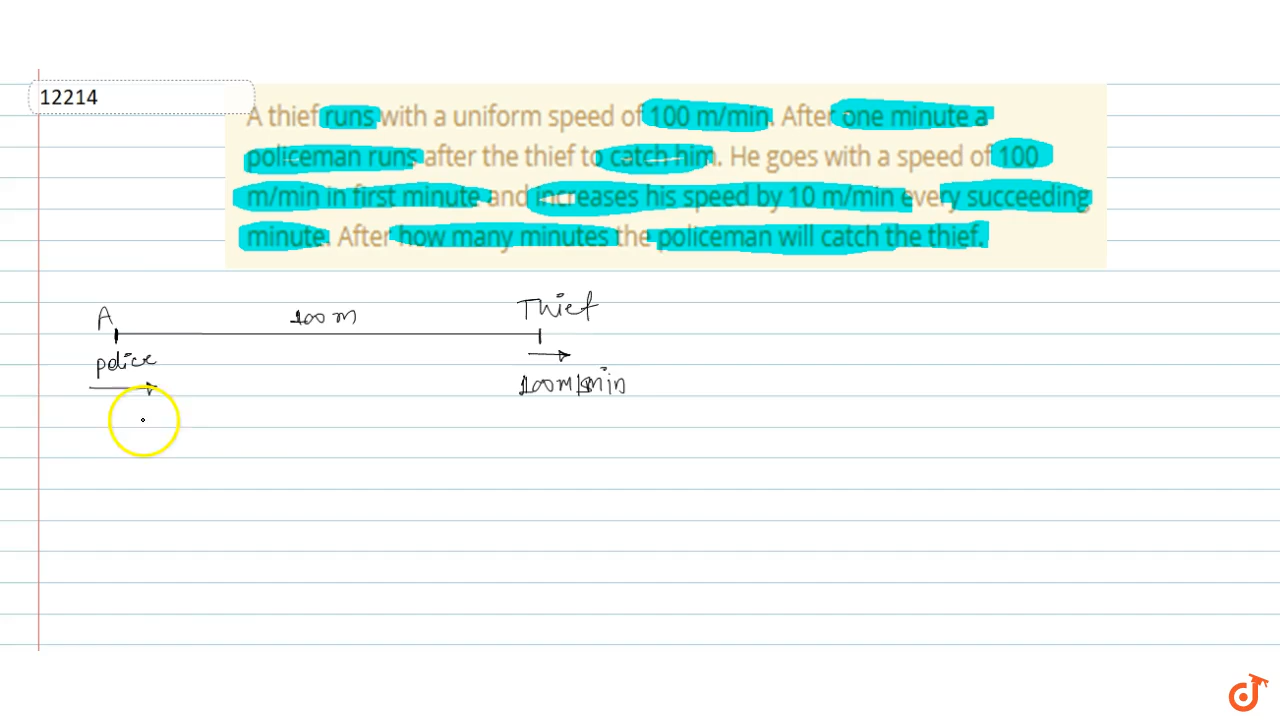 12214
A thief runs with a uniform speed of 100 m/min. After one minute a
policeman runs after the thief to catch him. He goes with a speed of 100
m/min in first minute and increases his speed by 10 m/min every succeeding
minute. After how many minutes the policeman will catch the thief.
A 100 m Thief
police
100m/min